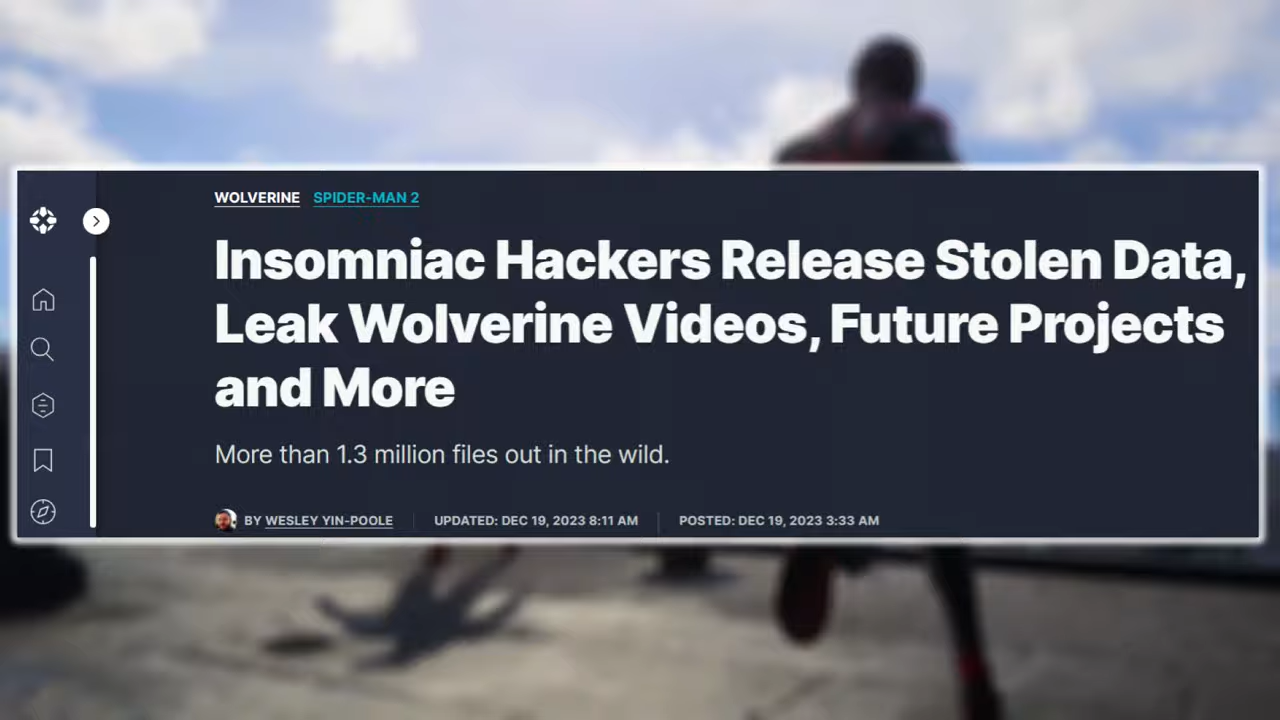 WOLVERINE SPIDER-MAN 2
Insomniac Hackers Release Stolen Data,
Leak Wolverine Videos, Future Projects
and More
More than 1.3 million files out in the wild.
BY WESLEY YIN-POOLE UPDATED: DEC 19, 2023 8:11 AM POSTED: DEC 19, 2023 3:33 AM